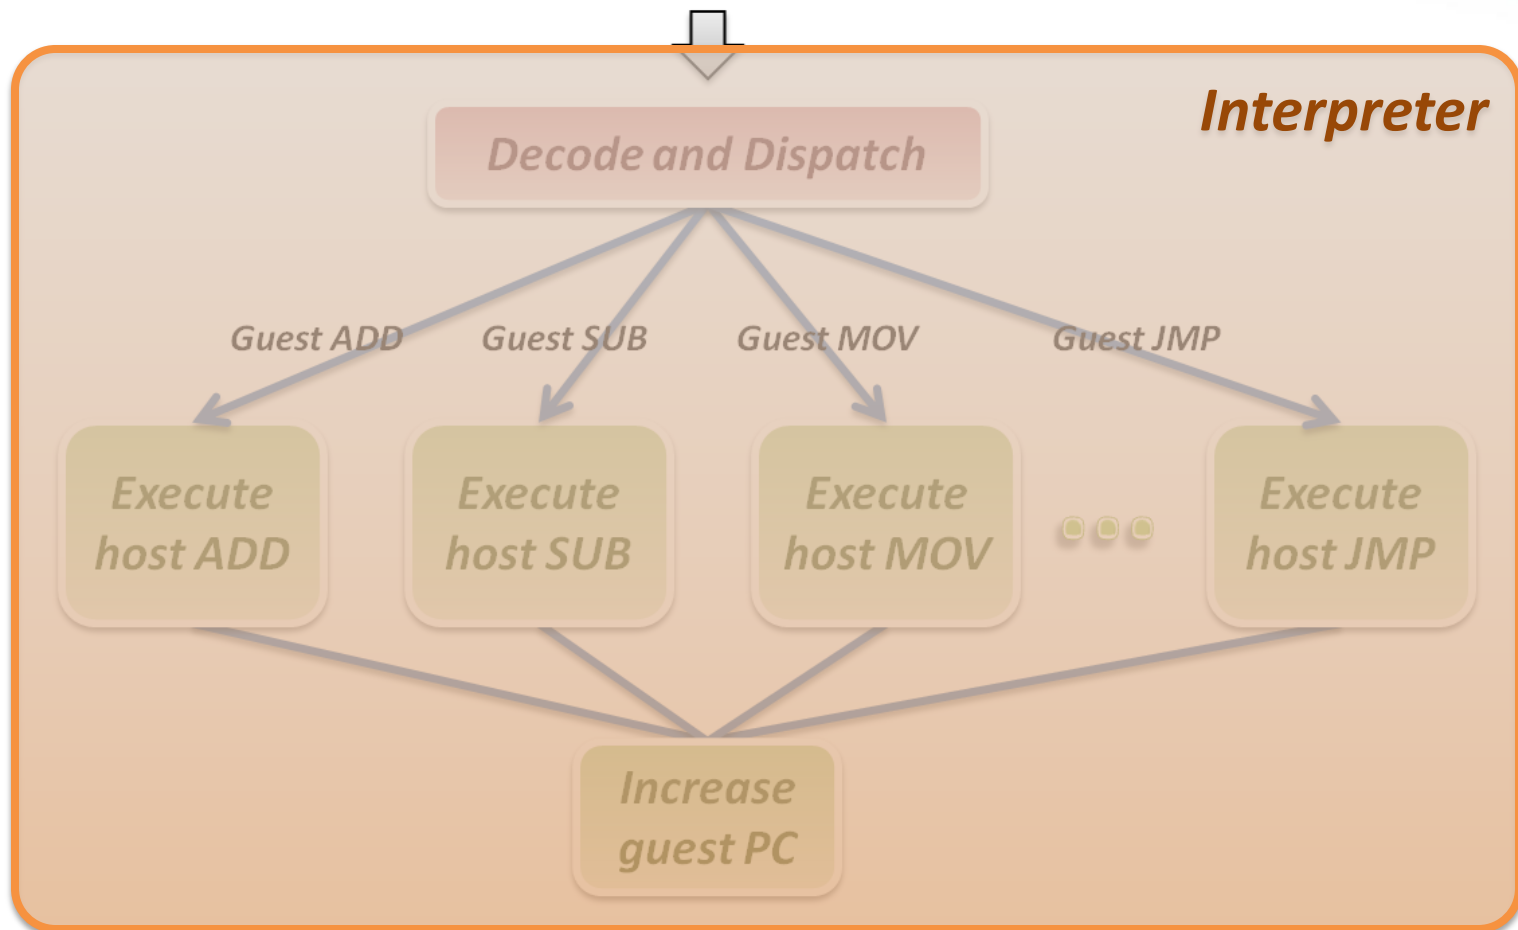 Interpreter
Decode and Dispatch
Guest ADD
Guest SUB
Guest MOV
Guest JMP
Execute
host ADD
Execute
host SUB
Execute
host MOV
Execute
host JMP
Increase
guest PC